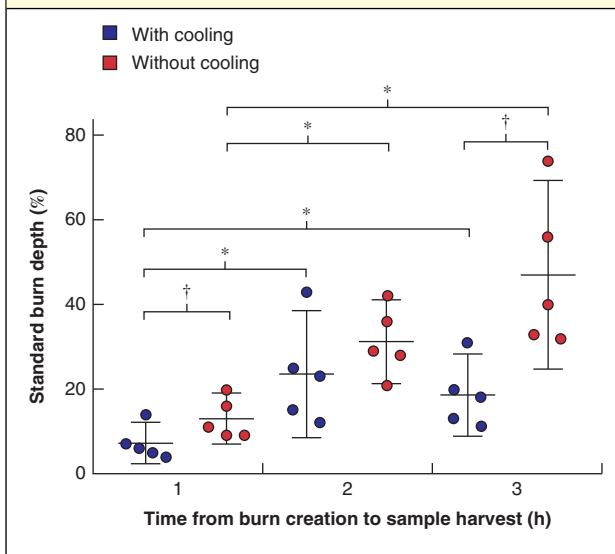 With cooling
Without cooling
*
*
†
80
*
60
*
†
40
20
0
1 2 3
Standard burn depth (%)
Time from burn creation to sample harvest (h)